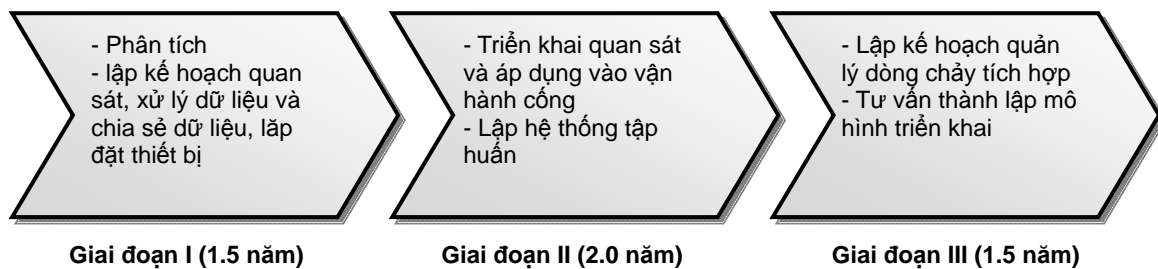 - Phân tích
- lập kế hoạch quan
sát, xử lý dữ liệu và
chia sẻ dữ liệu, lăp
đặt thiết bị
- Triển khai quan sát
và áp dụng vào vận
hành cống
- Lập hệ thống tập
huấn
- Lập kế hoạch quản
lý dòng chảy tích hợp
- Tư vấn thành lập mô
hình triển khai
Giai đoạn I (1.5 năm)
Giai đoạn II (2.0 năm)
Giai đoạn III (1.5 năm)